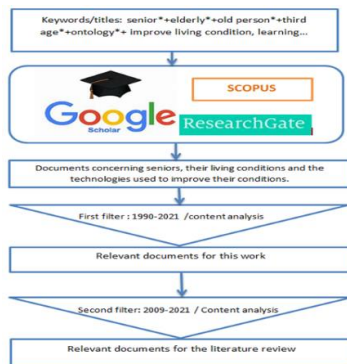 Keywords/titles: senior*+elderly*+old person*+third
age*+ontology*+ improve living condition, learning...
SCOPUS
Google
Scholar
ResearchGate
Documents concerning seniors, their living conditions and the
technologies used to improve their conditions.
First filter : 1990-2021 /content analysis
Relevant documents for this work
Second filter: 2009-2021 / Content analysis
Relevant documents for the literature review